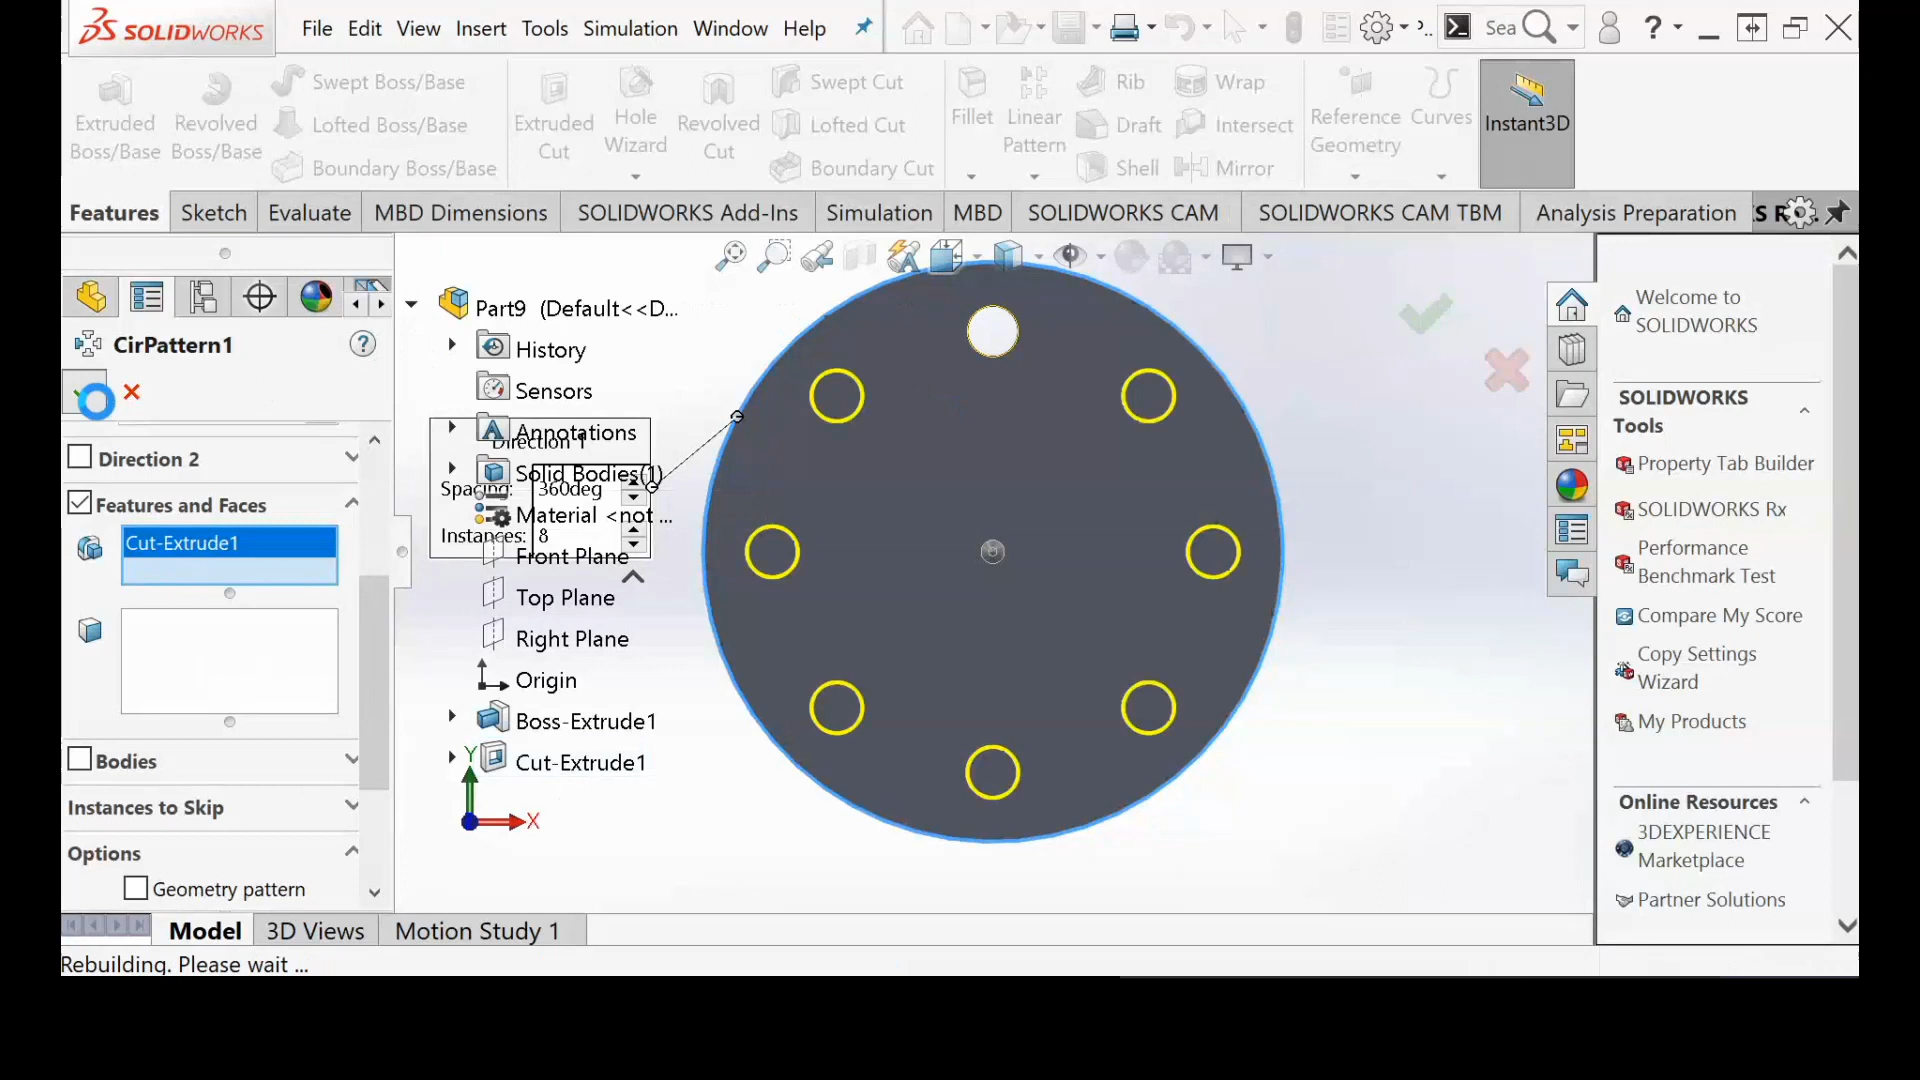 SOLIDWORKS
File Edit View Insert Tools Simulation Window Help
Sea
?
Extruded Boss/Base
Revolved Boss/Base
Swept Boss/Base
Lofted Boss/Base
Boundary Boss/Base
Extruded Cut
Hole Wizard
Revolved Cut
Swept Cut
Lofted Cut
Boundary Cut
Fillet
Linear Pattern
Rib
Draft
Shell
Wrap
Intersect
Mirror
Reference Geometry
Curves
Instant3D
Features Sketch Evaluate MBD Dimensions SOLIDWORKS Add-Ins Simulation MBD SOLIDWORKS CAM SOLIDWORKS CAM TBM Analysis Preparation
CirPattern1
?
Direction 2
Features and Faces
Cut-Extrude1
Bodies
Instances to Skip
Options
Geometry pattern
Part9 (Default<<D...
History
Sensors
Annotations
Direction 1
Solid Bodies(1)
Spacing: 360deg
Material <not ...
Instances: 8
Front Plane
Top Plane
Right Plane
Origin
Boss-Extrude1
Cut-Extrude1
Y
X
Welcome to
SOLIDWORKS
SOLIDWORKS
Tools
Property Tab Builder
SOLIDWORKS Rx
Performance
Benchmark Test
Compare My Score
Copy Settings
Wizard
My Products
Online Resources
3DEXPERIENCE
Marketplace
Partner Solutions
Model 3D Views Motion Study 1
Rebuilding. Please wait ...